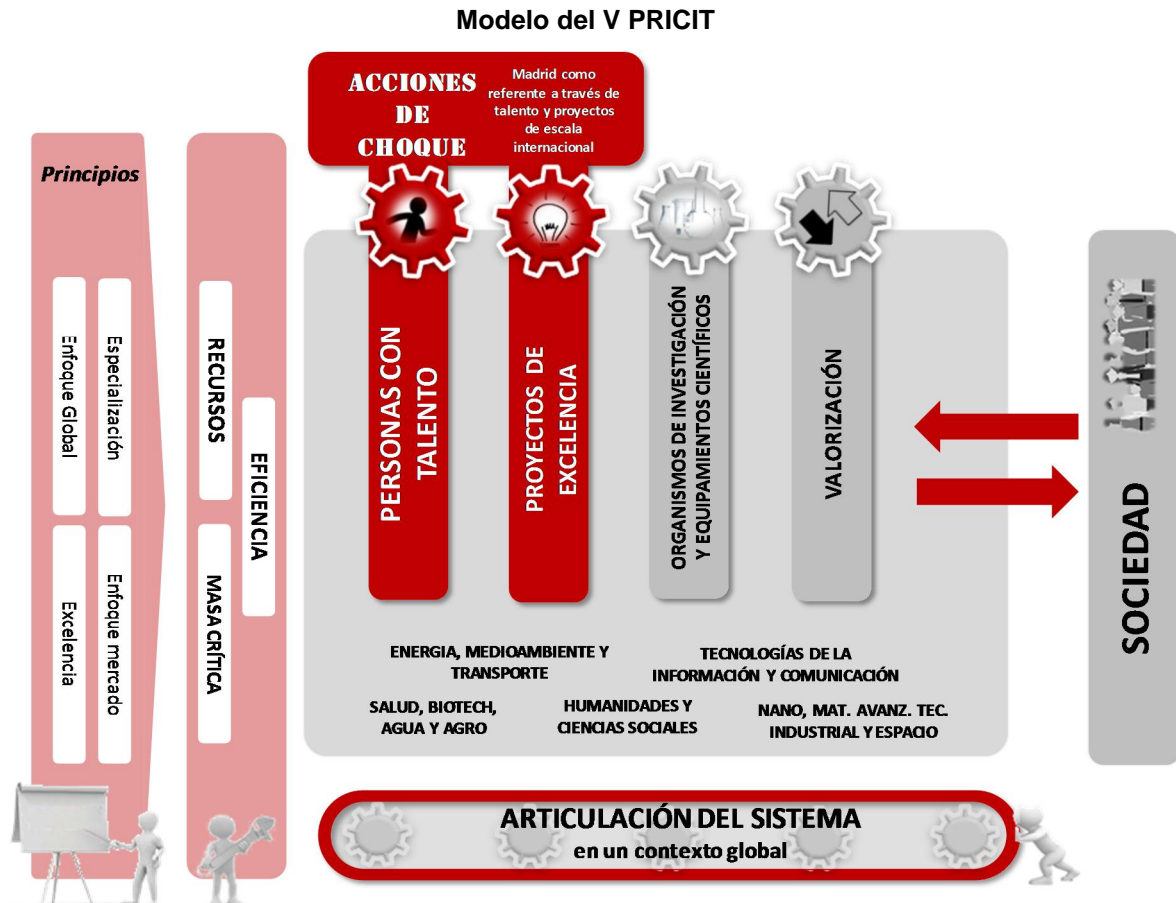 Modelo del V PRICIT
ACCIONES
DE
CHOQUE
Madrid como
referente a través de
talento y proyectos
de escala
internacional
Principios
Enfoque Global
Especialización
Excelencia
Enfoque mercado
RECURSOS
MASA CRÍTICA
EFICIENCIA
PERSONAS CON
TALENTO
PROYECTOS DE
EXCELENCIA
ORGANISMOS DE INVESTIGACIÓN
Y EQUIPAMIENTOS CIENTÍFICOS
VALORIZACIÓN
SOCIEDAD
ENERGIA, MEDIOAMBIENTE Y
TRANSPORTE
TECNOLOGÍAS DE LA
INFORMACIÓN Y COMUNICACIÓN
SALUD, BIOTECH,
AGUA Y AGRO
HUMANIDADES Y
CIENCIAS SOCIALES
NANO, MAT. AVANZ. TEC.
INDUSTRIAL Y ESPACIO
ARTICULACIÓN DEL SISTEMA
en un contexto global